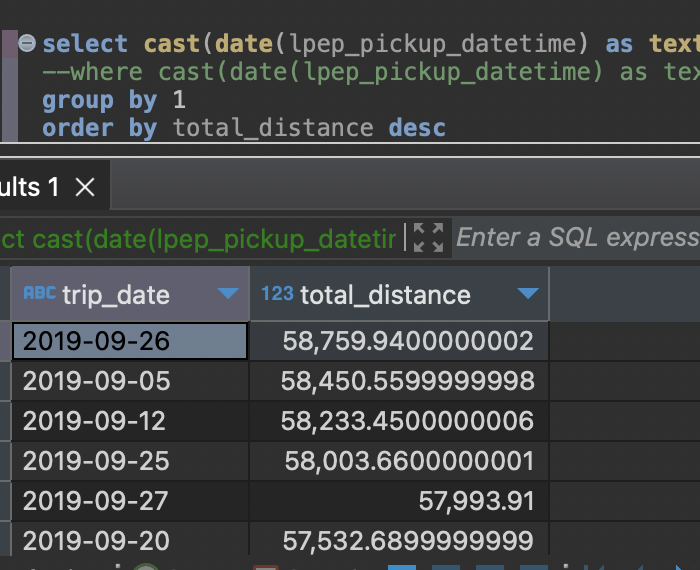 select cast(date(lpep_pickup_datetime) as text
--where cast(date(lpep_pickup_datetime) as tex
group by 1
order by total_distance desc
ults 1
ct cast(date(lpep_pickup_datetir Enter a SQL express
ABC trip_date 123 total_distance
2019-09-26 58,759.9400000002
2019-09-05 58,450.5599999998
2019-09-12 58,233.4500000006
2019-09-25 58,003.6600000001
2019-09-27 57,993.91
2019-09-20 57,532.6899999999